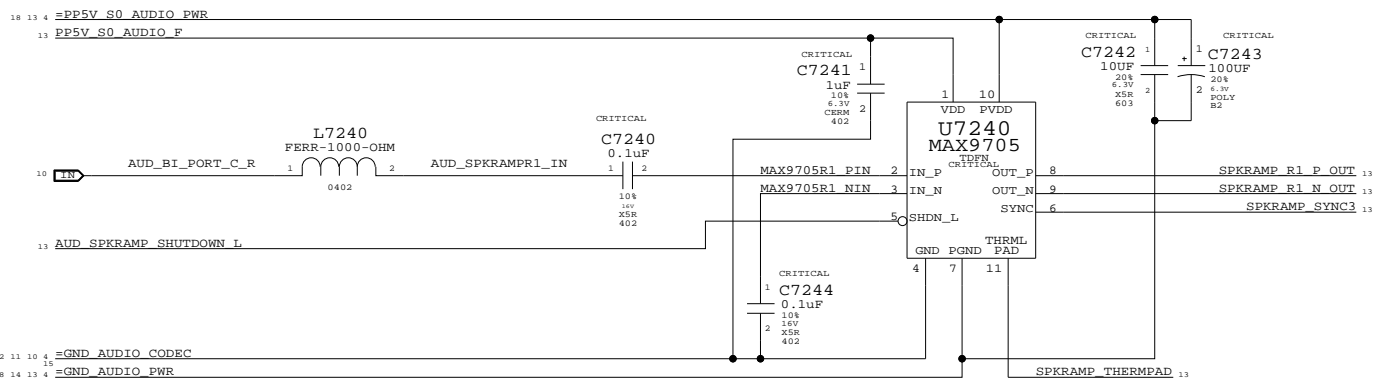 18 13 4 =PP5V_S0_AUDIO_PWR
13 PP5V_S0_AUDIO_F
CRITICAL
C7241
1uF
10%
6.3V
CERM
402
1
2
CRITICAL
C7242
10UF
20%
6.3V
X5R
603
1
2
CRITICAL
C7243
100UF
20%
6.3V
POLY
B2
+
1
2
1 10
VDD PVDD
U7240
MAX9705
TDFN
CRITICAL
L7240
FERR-1000-OHM
1 2
0402
CRITICAL
C7240
0.1uF
1 2
10%
16V
X5R
402
10 IN
AUD_BI_PORT_C_R
AUD_SPKRAMPR1_IN
MAX9705R1_PIN 2 IN_P
MAX9705R1_NIN 3 IN_N
5 SHDN_L
OUT_P 8 SPKRAMP_R1_P_OUT 13
OUT_N 9 SPKRAMP_R1_N_OUT 13
SYNC 6 SPKRAMP_SYNC3 13
13 AUD_SPKRAMP_SHUTDOWN_L
GND PGND THRML PAD
4 7 11
CRITICAL
C7244
0.1uF
10%
16V
X5R
402
1
2
2 11 10 4 =GND_AUDIO_CODEC
15
8 14 13 4 =GND_AUDIO_PWR
SPKRAMP_THERMPAD 13